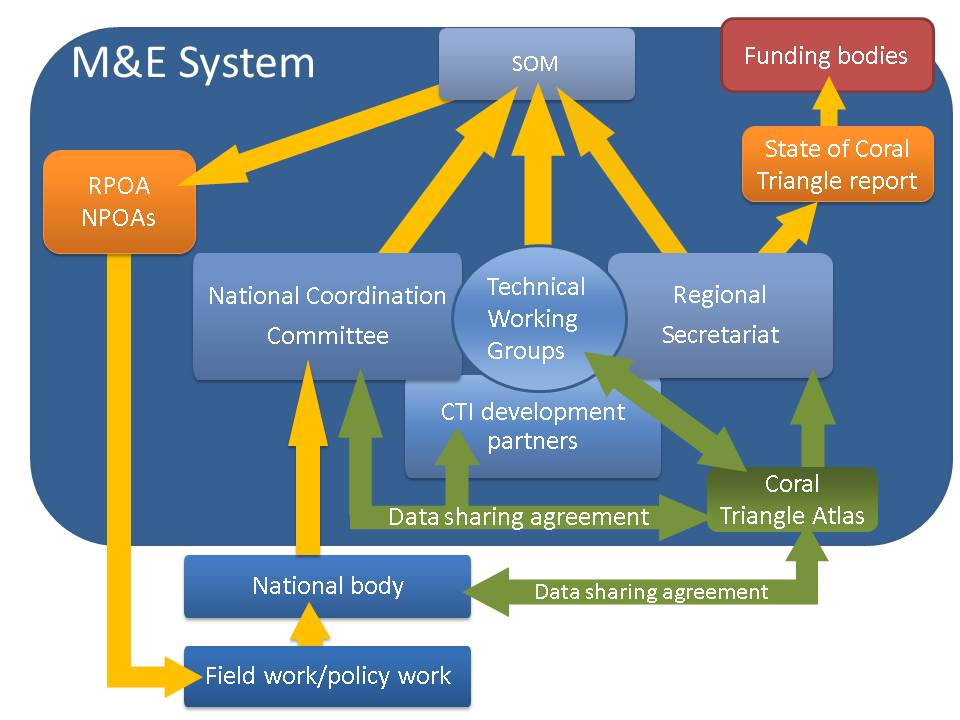 M&E System
SOM
Funding bodies
State of Coral
Triangle report
RPOA
NPOAs
National Coordination
Committee
Technical
Working
Groups
Regional
Secretariat
CTI development
partners
Coral
Triangle Atlas
Data sharing agreement
National body
Data sharing agreement
Field work/policy work